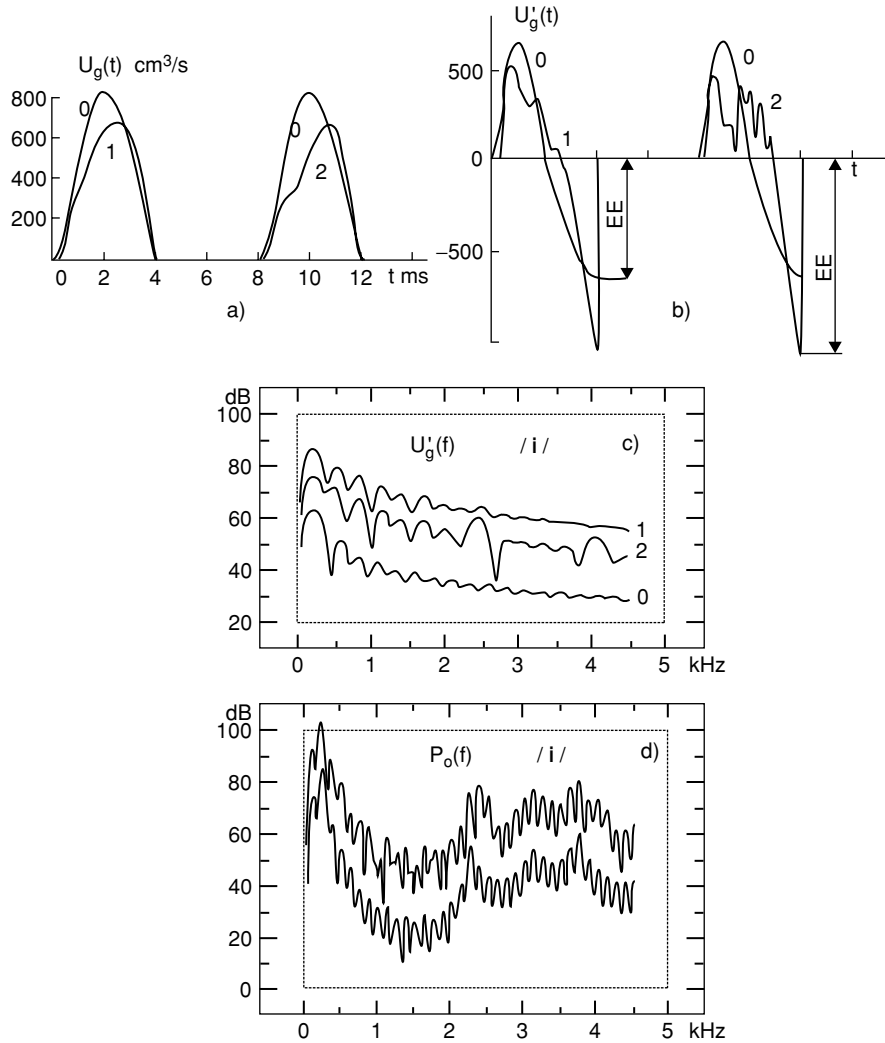 U_g(t) cm³/s
800
600
400
200
0
1
0
2
0 2 4 6 8 10 12 t ms
a)
U'_g(t)
500
0
−500
0
1
0
2
t
EE
EE
b)
dB
100
80
60
40
20
U'_g(f) / i / c)
1
2
0
0 1 2 3 4 5 kHz
dB
100
80
60
40
20
0
P_o(f) / i / d)
0 1 2 3 4 5 kHz